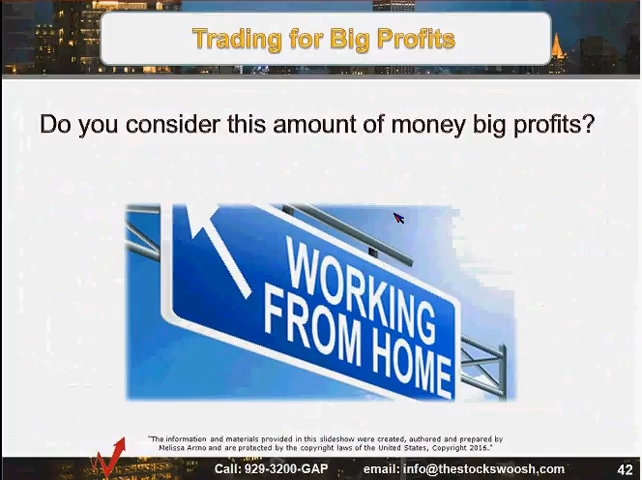 Trading for Big Profits
Do you consider this amount of money big profits?
WORKING
FROM HOME
"The information and materials provided in this slideshow were created, authored and prepared by
Melissa Armo and are protected by the copyright laws of the United States, Copyright 2016."
Call: 929-3200-GAP email: info@thestockswoosh.com 42